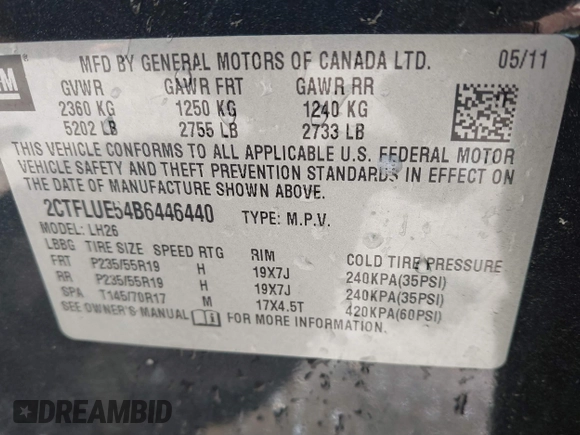 GM
MFD BY GENERAL MOTORS OF CANADA LTD. 05/11
GVWR GAWR FRT GAWR RR
2360 KG 1250 KG 1240 KG
5202 LB 2755 LB 2733 LB
THIS VEHICLE CONFORMS TO ALL APPLICABLE U.S. FEDERAL MOTOR
VEHICLE SAFETY AND THEFT PREVENTION STANDARDS IN EFFECT ON
THE DATE OF MANUFACTURE SHOWN ABOVE.
2CTFLUE54B6446440 TYPE: M.P.V.
MODEL: LH26
LBBG TIRE SIZE SPEED RTG RIM COLD TIRE PRESSURE
FRT P235/55R19 H 19X7J 240KPA(35PSI)
RR P235/55R19 H 19X7J 240KPA(35PSI)
SPA T145/70R17 M 17X4.5T 420KPA(60PSI)
SEE OWNER'S MANUAL FOR MORE INFORMATION.
DREAMBID